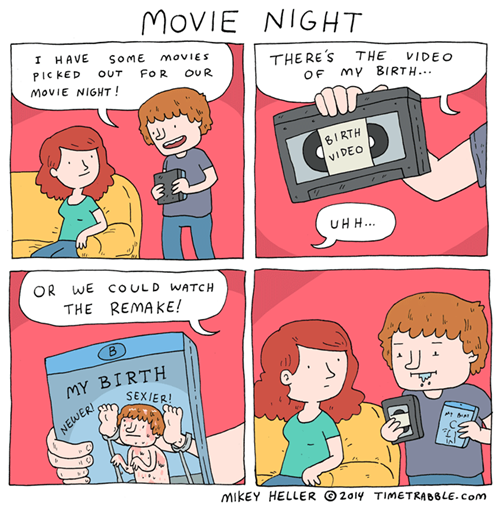 MOVIE NIGHT
I HAVE SOME MOVIES
PICKED OUT FOR OUR
MOVIE NIGHT!
THERE'S THE VIDEO
OF MY BIRTH...
BIRTH
VIDEO
UHH...
OR WE COULD WATCH
THE REMAKE!
B
MY BIRTH
NEWER!
SEXIER!
MIKEY HELLER © 2014 TIMETRABBLE.COM